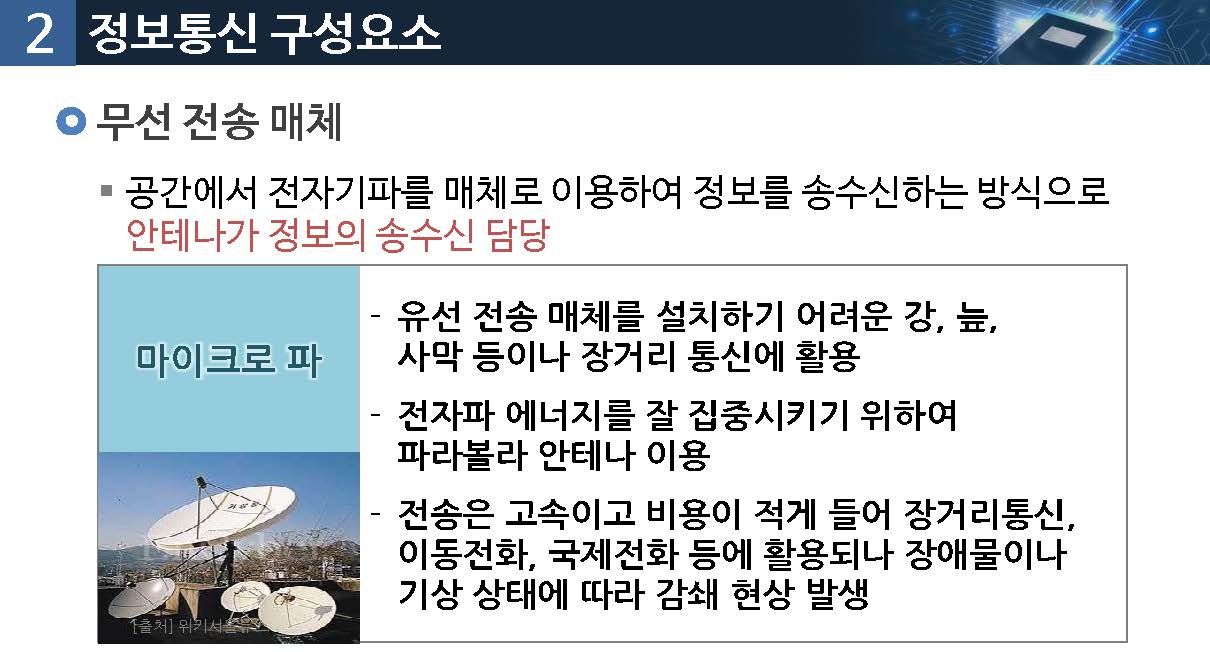 2 정보통신 구성요소
무선 전송 매체
공간에서 전자기파를 매체로 이용하여 정보를 송수신하는 방식으로
안테나가 정보의 송수신 담당
마이크로 파
- 유선 전송 매체를 설치하기 어려운 강, 늪,
사막 등이나 장거리 통신에 활용
- 전자파 에너지를 잘 집중시키기 위하여
파라볼라 안테나 이용
- 전송은 고속이고 비용이 적게 들어 장거리통신,
이동전화, 국제전화 등에 활용되나 장애물이나
기상 상태에 따라 감쇄 현상 발생
[출처]